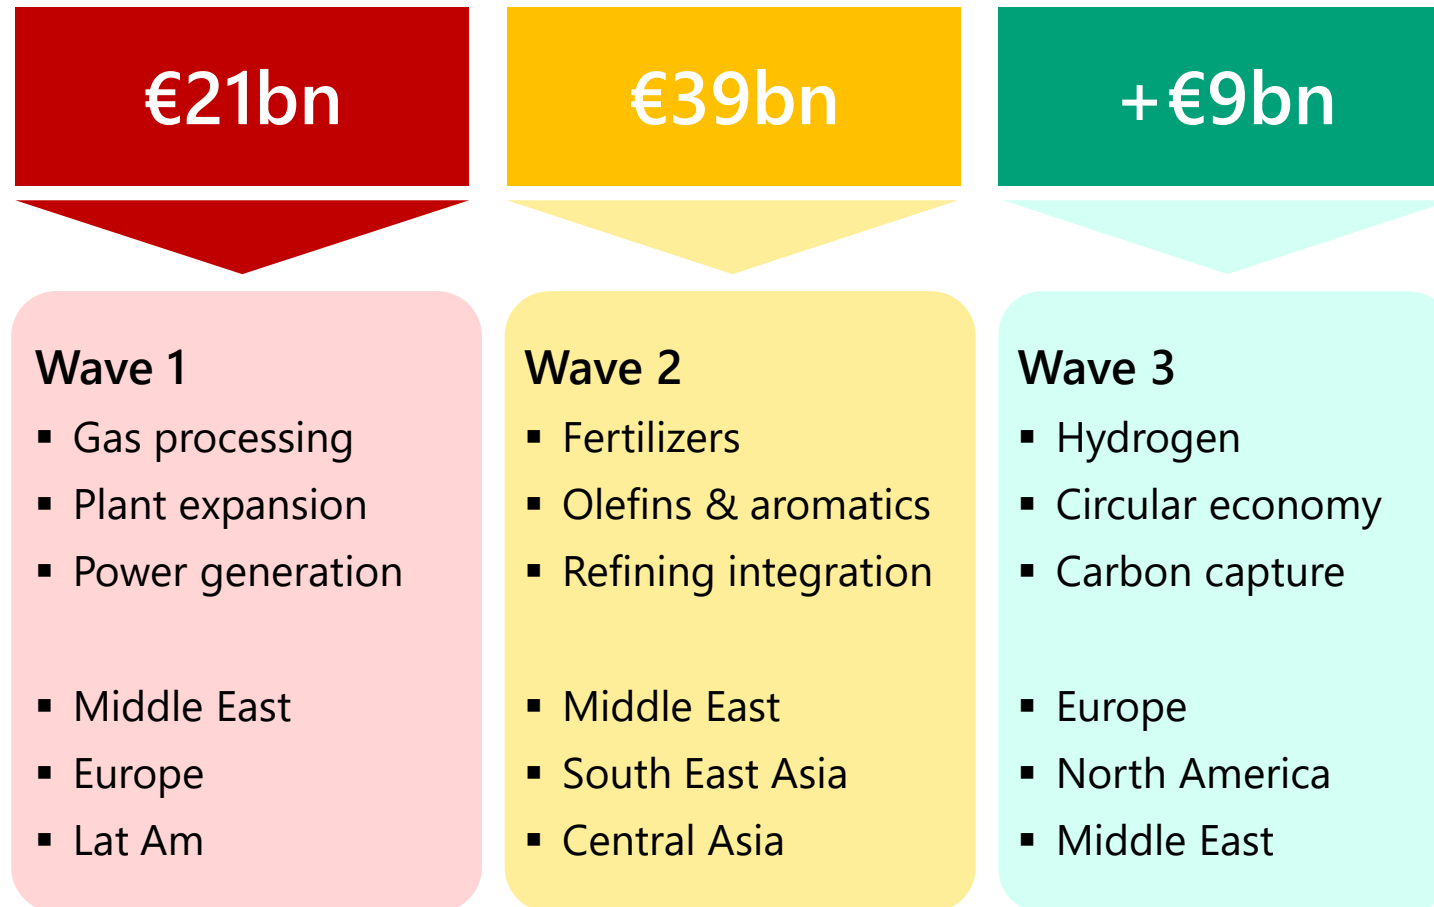 €21bn
€39bn
+€9bn
Wave 1
▪ Gas processing
▪ Plant expansion
▪ Power generation
▪ Middle East
▪ Europe
▪ Lat Am
Wave 2
▪ Fertilizers
▪ Olefins & aromatics
▪ Refining integration
▪ Middle East
▪ South East Asia
▪ Central Asia
Wave 3
▪ Hydrogen
▪ Circular economy
▪ Carbon capture
▪ Europe
▪ North America
▪ Middle East